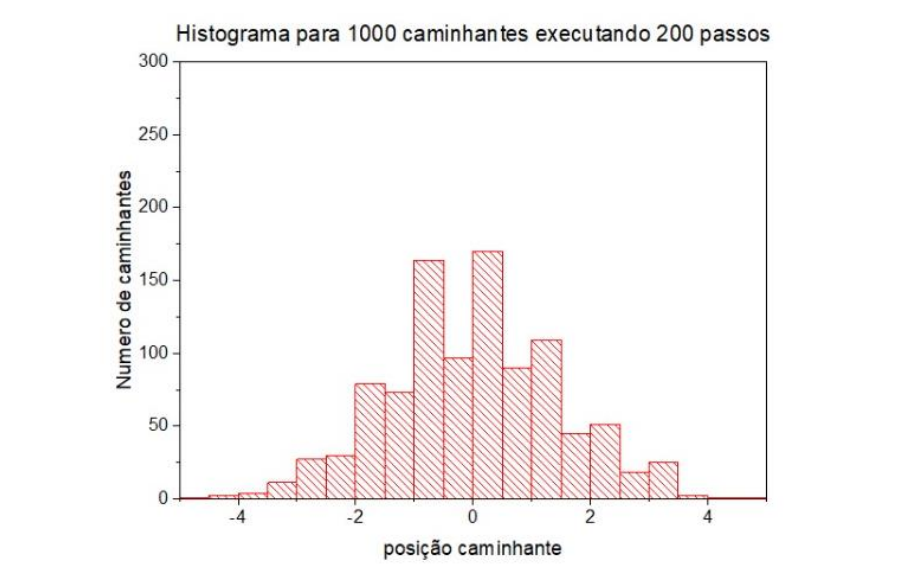 Histograma para 1000 caminhantes executando 200 passos
300
250
200
150
100
50
0
Numero de caminhantes
-4 -2 0 2 4
posição caminhante